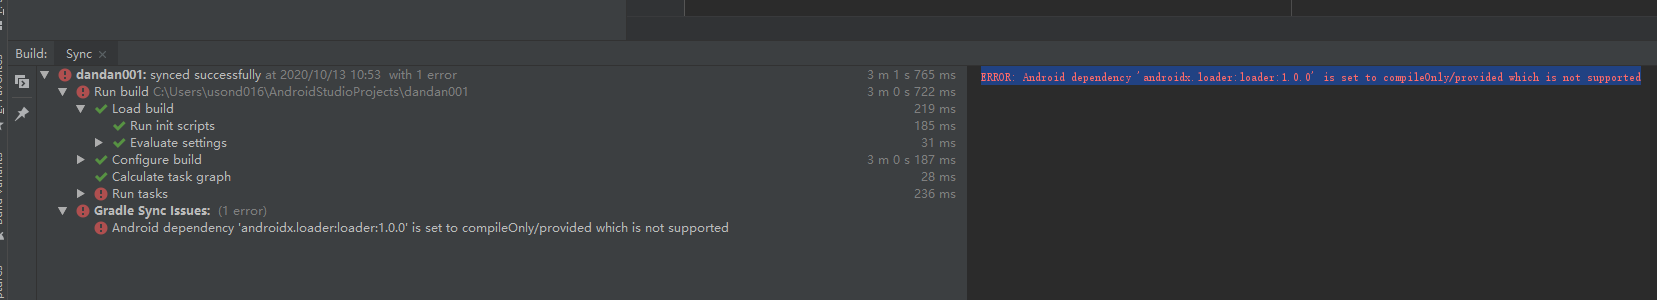 Build: Sync
dandan001: synced successfully at 2020/10/13 10:53 with 1 error 3 m 1 s 765 ms
Run build C:\Users\usond016\AndroidStudioProjects\dandan001 3 m 0 s 722 ms
Load build 219 ms
Run init scripts 185 ms
Evaluate settings 31 ms
Configure build 3 m 0 s 187 ms
Calculate task graph 28 ms
Run tasks 236 ms
Gradle Sync Issues: (1 error)
Android dependency 'androidx.loader:loader:1.0.0' is set to compileOnly/provided which is not supported
ERROR: Android dependency 'androidx.loader:loader:1.0.0' is set to compileOnly/provided which is not supported